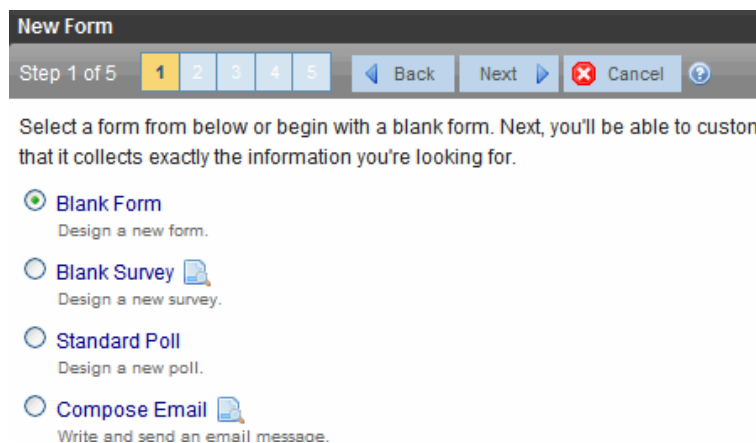 New Form
Step 1 of 5 1 2 3 4 5 Back Next Cancel ?
Select a form from below or begin with a blank form. Next, you'll be able to custom
that it collects exactly the information you're looking for.
Blank Form
Design a new form.
Blank Survey
Design a new survey.
Standard Poll
Design a new poll.
Compose Email
Write and send an email message.